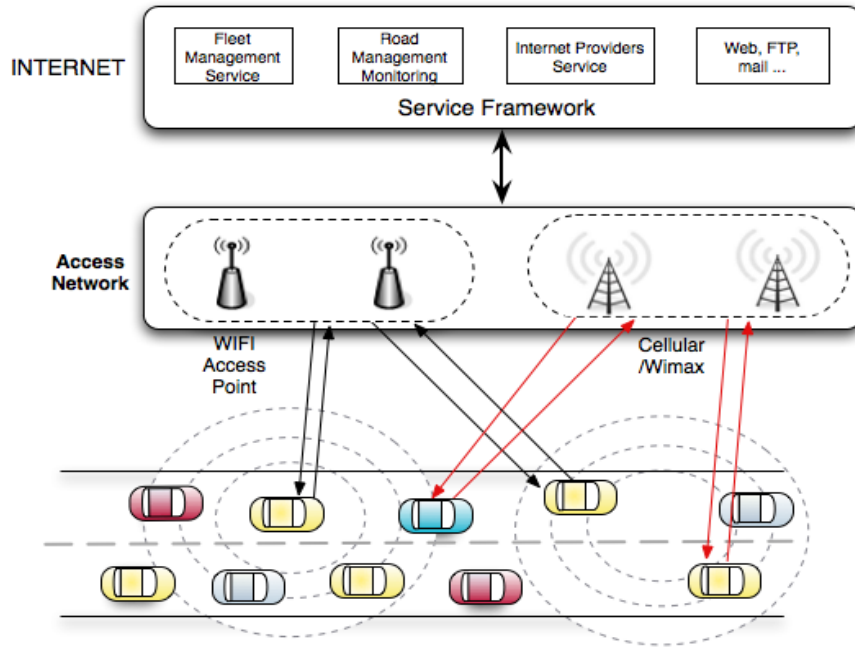 Fleet
Management
Service
Road
Management
Monitoring
Internet Providers
Service
Web, FTP,
mail ...
INTERNET
Service Framework
Access
Network
WIFI
Access
Point
Cellular
/Wimax